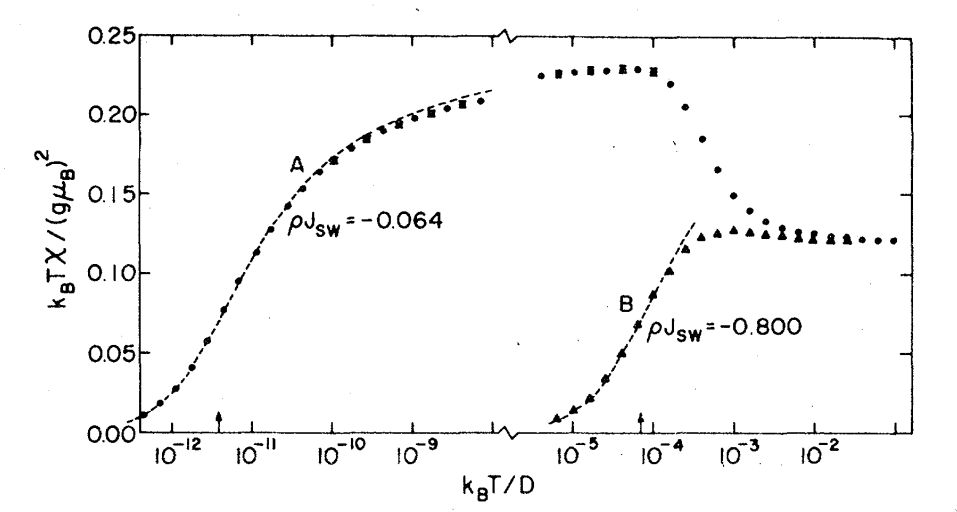 0.25
0.20
0.15
0.10
0.05
0.00
k_BTχ/(gμ_B)²
A
ρJ_SW = -0.064
B
ρJ_SW = -0.800
10⁻¹² 10⁻¹¹ 10⁻¹⁰ 10⁻⁹ 10⁻⁵ 10⁻⁴ 10⁻³ 10⁻²
k_BT/D